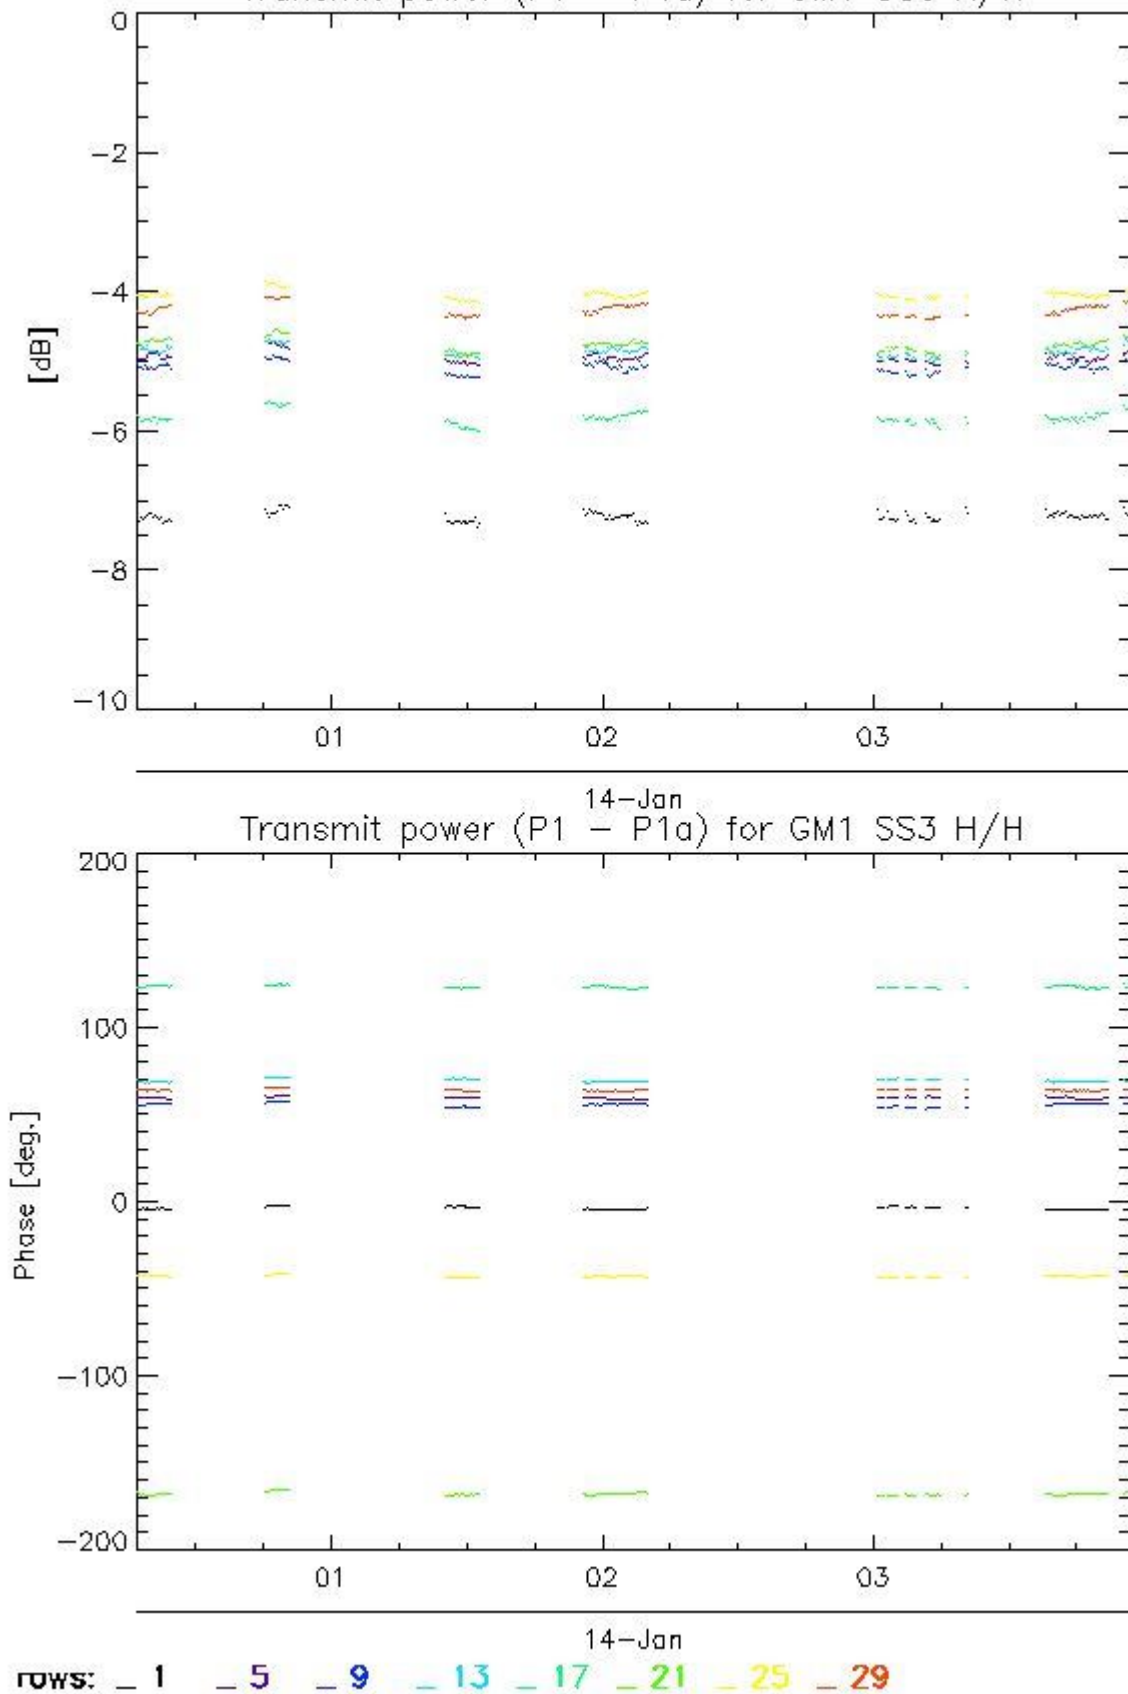 0
-2
-4
[dB]
-6
-8
-10
01 02 03
14-Jan
Transmit power (P1 - P1a) for GM1 SS3 H/H
200
100
Phase [deg.]
0
-100
-200
01 02 03
14-Jan
rows: _ 1 _ 5 _ 9 _ 13 _ 17 _ 21 _ 25 _ 29